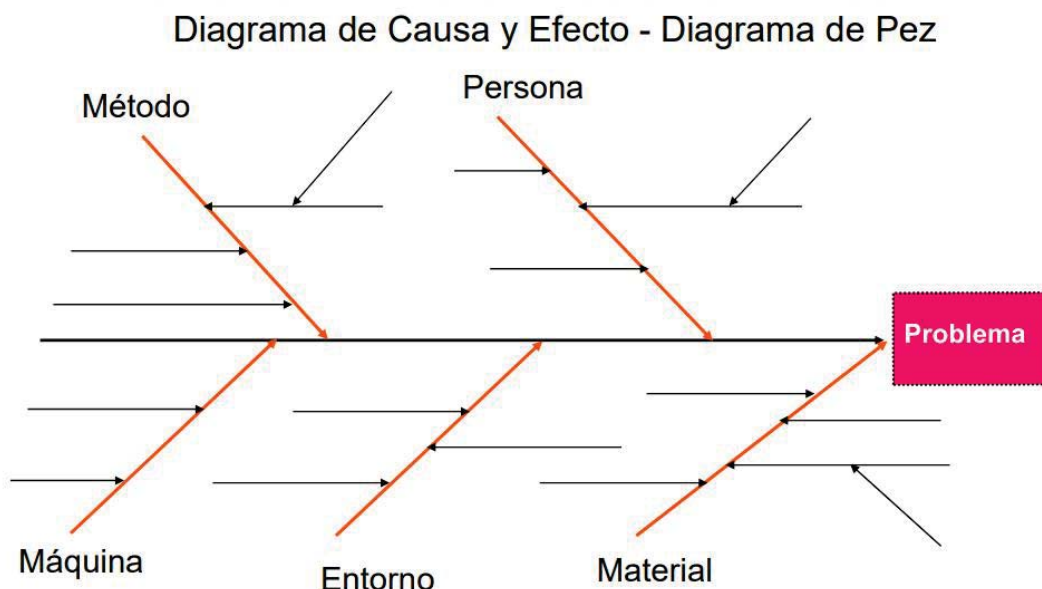 Diagrama de Causa y Efecto - Diagrama de Pez
Método
Persona
Problema
Máquina
Entorno
Material